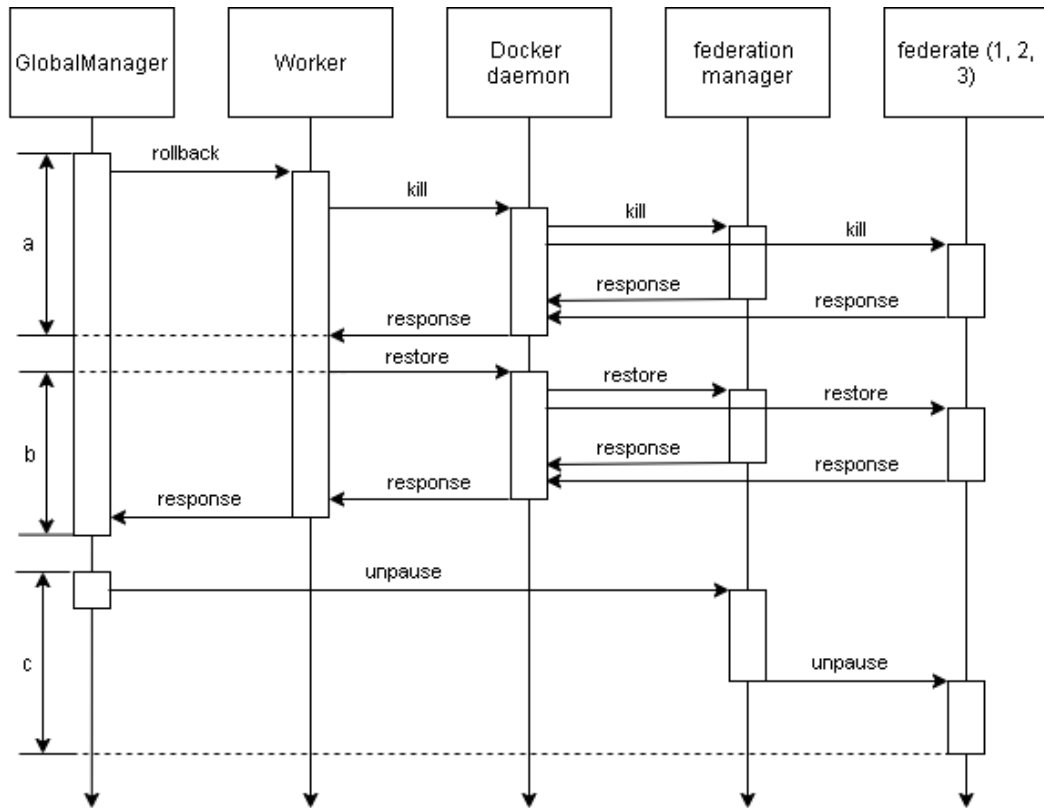 GlobalManager
Worker
Docker
daemon
federation
manager
federate (1, 2,
3)
rollback
kill
kill
kill
a
response
response
response
restore
restore
restore
b
response
response
response
response
unpause
c
unpause